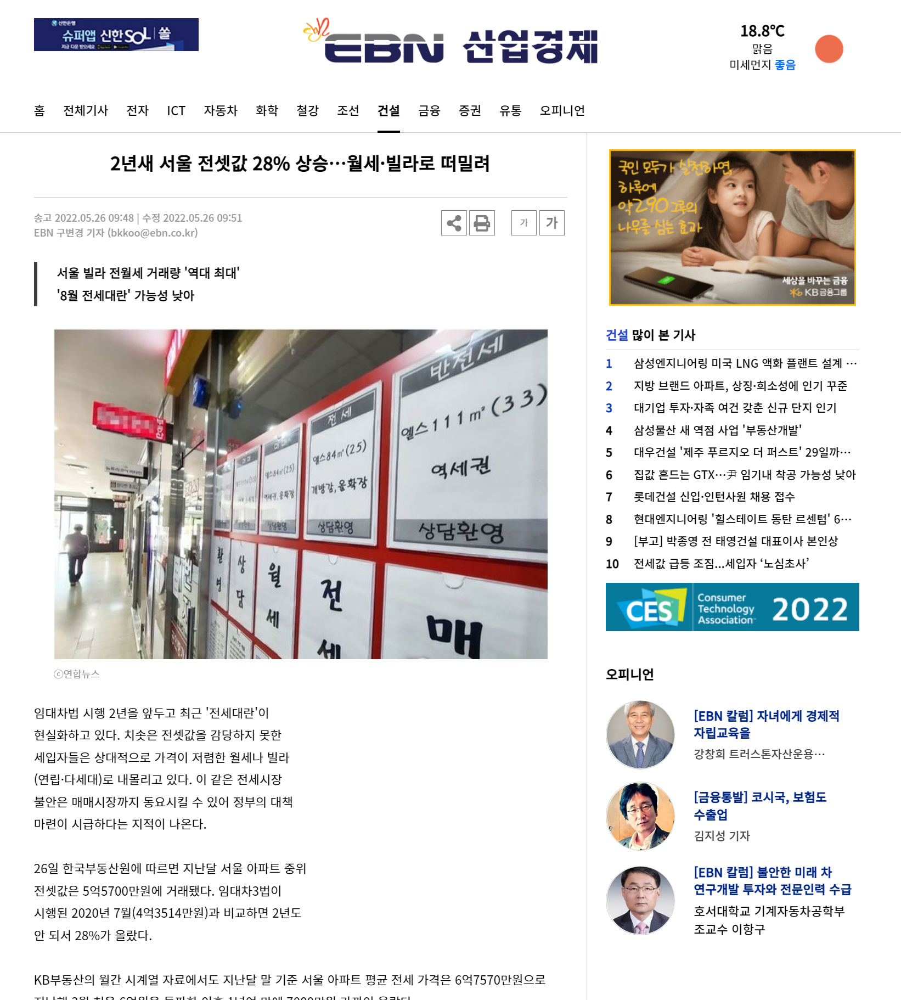 신한은행
슈퍼앱 신한 SOL | 쏠
지금 다운 받으세요
EBN 산업경제
18.8℃
맑음
미세먼지 좋음
홈 전체기사 전자 ICT 자동차 화학 철강 조선 건설 금융 증권 유통 오피니언
2년새 서울 전셋값 28% 상승…월세·빌라로 떠밀려
송고 2022.05.26 09:48 | 수정 2022.05.26 09:51
EBN 구변경 기자 (bkkoo@ebn.co.kr)
가 가
서울 빌라 전월세 거래량 '역대 최대'
'8월 전세대란' 가능성 낮아
반전세
엘스 111㎡ (33)
역세권
상담환영
전세
엘스84㎡(25)
개방감, 올확장
상담환영
엘스84㎡(25)
역세권, 올확장
상담환영
환영
상담
월세
전세
매
ⓒ연합뉴스
임대차법 시행 2년을 앞두고 최근 '전세대란'이
현실화하고 있다. 치솟은 전셋값을 감당하지 못한
세입자들은 상대적으로 가격이 저렴한 월세나 빌라
(연립·다세대)로 내몰리고 있다. 이 같은 전세시장
불안은 매매시장까지 동요시킬 수 있어 정부의 대책
마련이 시급하다는 지적이 나온다.
26일 한국부동산원에 따르면 지난달 서울 아파트 중위
전셋값은 5억5700만원에 거래됐다. 임대차3법이
시행된 2020년 7월(4억3514만원)과 비교하면 2년도
안 되서 28%가 올랐다.
KB부동산의 월간 시계열 자료에서도 지난달 말 기준 서울 아파트 평균 전세 가격은 6억7570만원으로
국민 모두가 실천하면,
하루에
약 290 그루의
나무를 심는 효과
세상을 바꾸는 금융
KB금융그룹
건설 많이 본 기사
1 삼성엔지니어링 미국 LNG 액화 플랜트 설계 …
2 지방 브랜드 아파트, 상징·희소성에 인기 꾸준
3 대기업 투자·자족 여건 갖춘 신규 단지 인기
4 삼성물산 새 역점 사업 '부동산개발'
5 대우건설 '제주 푸르지오 더 퍼스트' 29일까…
6 집값 흔드는 GTX…尹 임기내 착공 가능성 낮아
7 롯데건설 신입·인턴사원 채용 접수
8 현대엔지니어링 '힐스테이트 동탄 르센텀' 6…
9 [부고] 박종영 전 태영건설 대표이사 본인상
10 전세값 급등 조짐...세입자 ‘노심초사’
CES Consumer Technology Association 2022
오피니언
[EBN 칼럼] 자녀에게 경제적
자립교육을
강창희 트러스톤자산운용…
[금융통발] 코시국, 보험도
수출업
김지성 기자
[EBN 칼럼] 불안한 미래 차
연구개발 투자와 전문인력 수급
호서대학교 기계자동차공학부
조교수 이항구